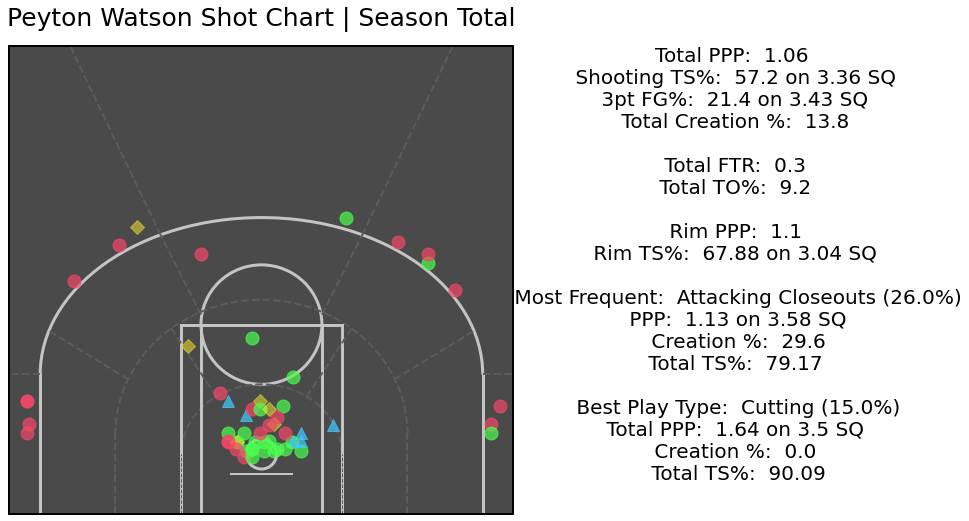 Peyton Watson Shot Chart | Season Total
Total PPP: 1.06
Shooting TS%: 57.2 on 3.36 SQ
3pt FG%: 21.4 on 3.43 SQ
Total Creation %: 13.8
Total FTR: 0.3
Total TO%: 9.2
Rim PPP: 1.1
Rim TS%: 67.88 on 3.04 SQ
Most Frequent: Attacking Closeouts (26.0%)
PPP: 1.13 on 3.58 SQ
Creation %: 29.6
Total TS%: 79.17
Best Play Type: Cutting (15.0%)
Total PPP: 1.64 on 3.5 SQ
Creation %: 0.0
Total TS%: 90.09